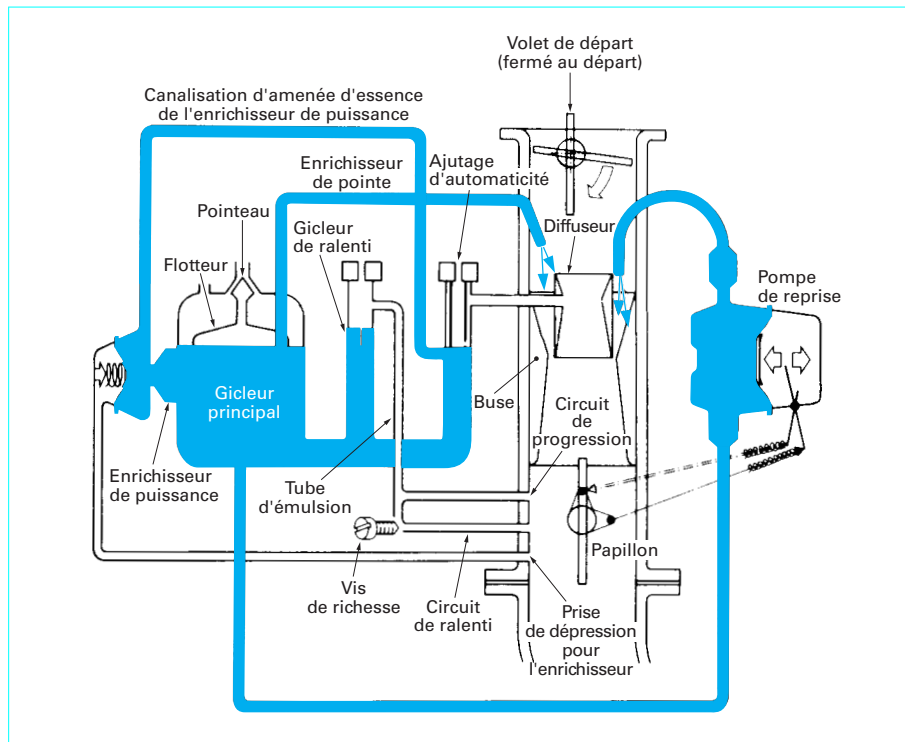 Volet de départ
(fermé au départ)
Canalisation d'amenée d'essence
de l'enrichisseur de puissance
Enrichisseur
de pointe
Ajutage
d'automaticité
Pointeau
Gicleur
de ralenti
Diffuseur
Flotteur
Pompe
de reprise
Gicleur
principal
Buse
Circuit
de
progression
Enrichisseur
de puissance
Tube
d'émulsion
Papillon
Vis
de richesse
Circuit
de ralenti
Prise
de dépression
pour
l'enrichisseur